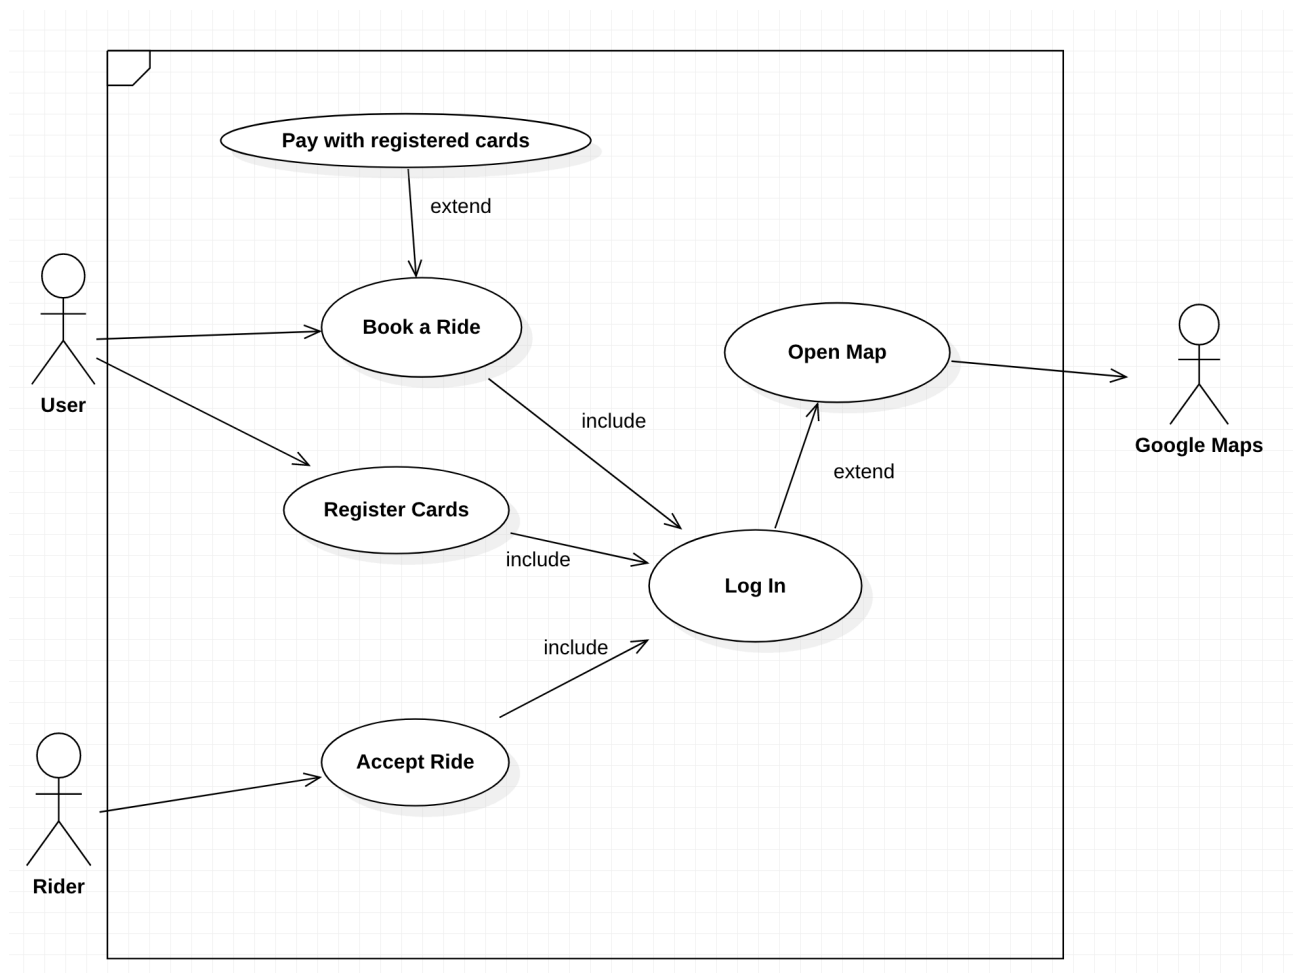 Pay with registered cards
extend
Book a Ride
User
include
Open Map
Google Maps
extend
Register Cards
include
Log In
include
Accept Ride
Rider